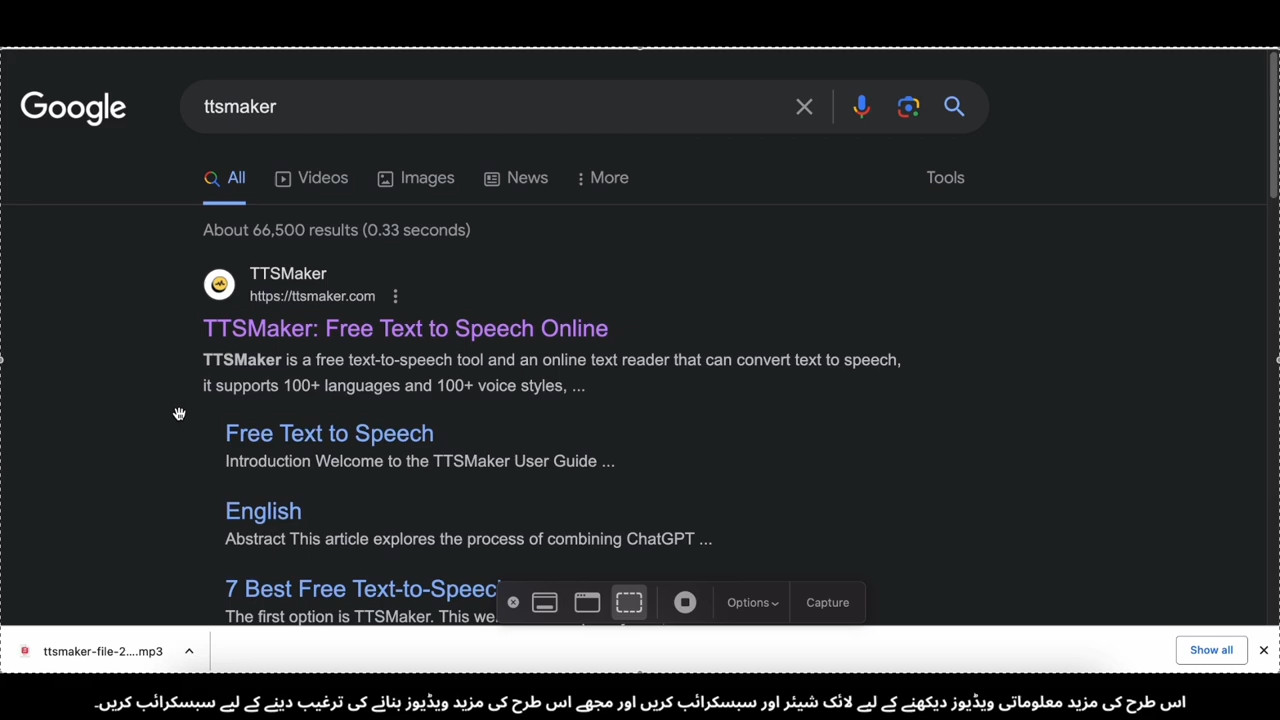 Google
ttsmaker
All
Videos
Images
News
More
Tools
About 66,500 results (0.33 seconds)
TTSMaker
https://ttsmaker.com
TTSMaker: Free Text to Speech Online
TTSMaker is a free text-to-speech tool and an online text reader that can convert text to speech,
it supports 100+ languages and 100+ voice styles, ...
Free Text to Speech
Introduction Welcome to the TTSMaker User Guide ...
English
Abstract This article explores the process of combining ChatGPT ...
7 Best Free Text-to-Speec
The first option is TTSMaker. This we
Options
Capture
ttsmaker-file-2....mp3
Show all
اس طرح کی مزید معلوماتی ویڈیوز دیکھنے کے لیے لائک شیئر اور سبسکرائب کریں اور مجھے اس طرح کی مزید ویڈیوز بنانے کی ترغیب دینے کے لیے سبسکرائب کریں۔